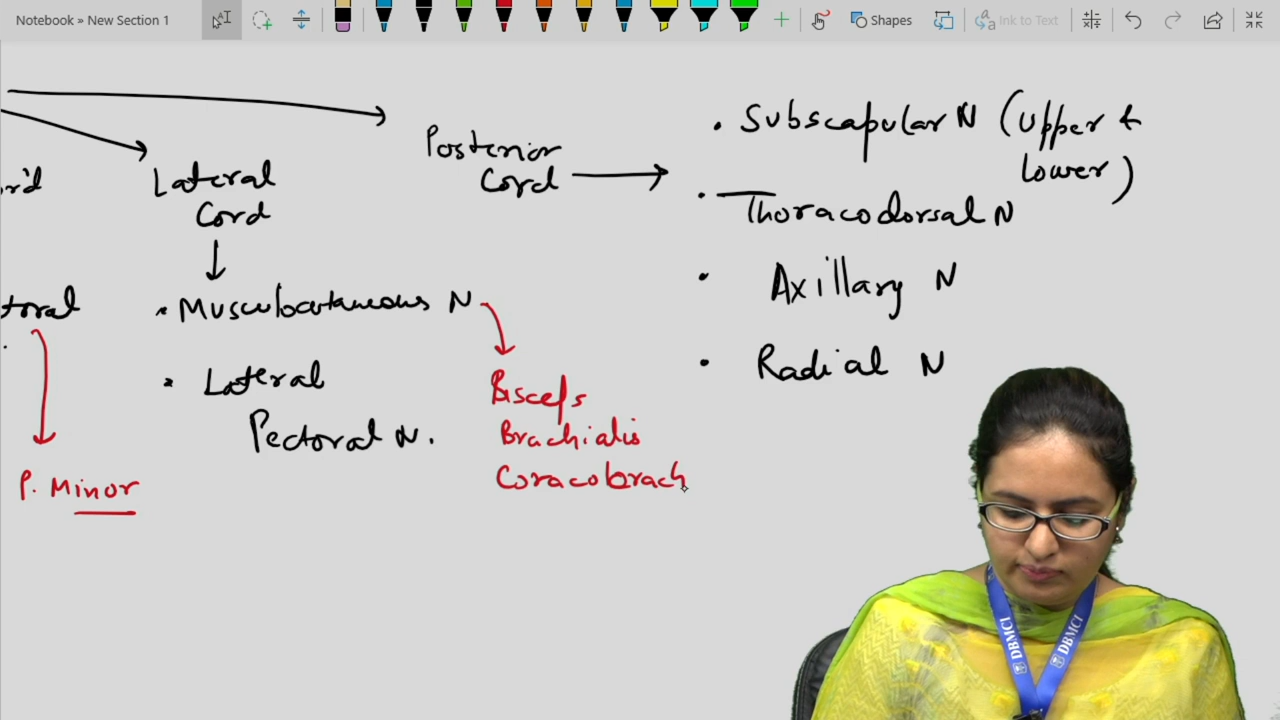 Notebook » New Section 1
Shapes
Ink to Text
Subscapular N (Upper &
lower)
Posterior
Cord
Lateral
Cord
Thoracodorsal N
Axillary N
Musculocutaneous N
Lateral
Pectoral N.
Radial N
Bisceps
Brachialis
Coracobrach
P. Minor
DBMCI
DBMCI